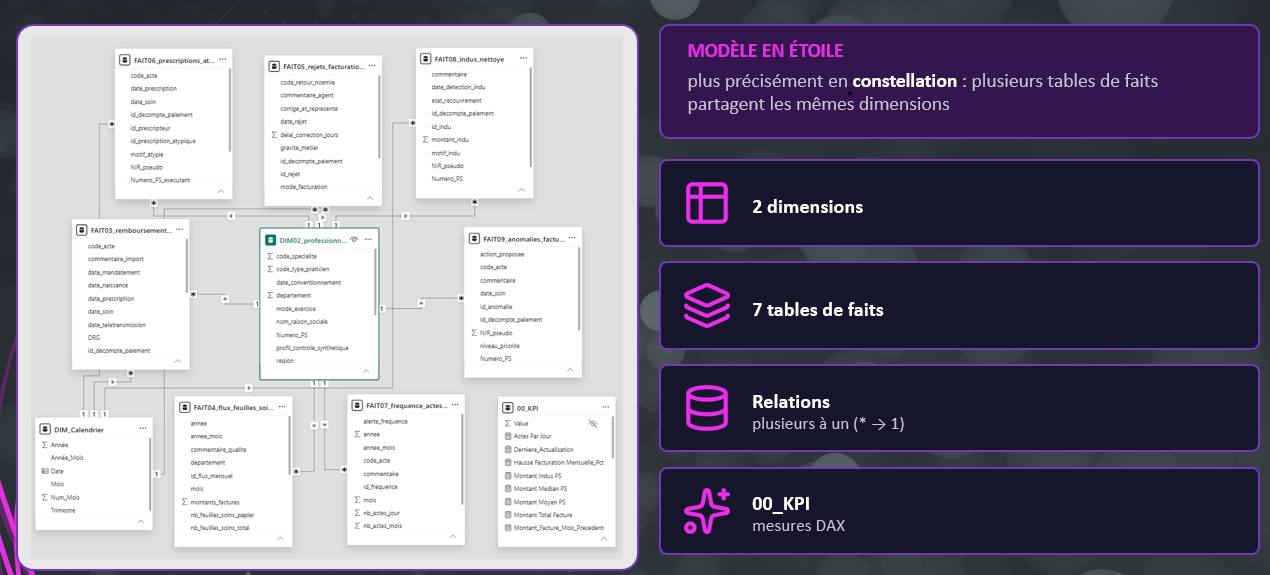 FAIT06_prescriptions_at...
code_acte
date_prescription
date_soin
id_decompte_paiement
id_prescripteur
id_prescription_atypique
motif_atypie
NIR_pseudo
Numero_PS_executant
FAIT05_rejets_facturatio...
code_retour_noemie
commentaire_agent
corrige_et_represente
date_rejet
delai_correction_jours
gravite_metier
id_decompte_paiement
id_rejet
mode_facturation
FAIT08_indus_nettoye
commentaire
date_detection_indu
etat_recouvrement
id_decompte_paiement
id_indu
montant_indu
motif_indu
NIR_pseudo
Numero_PS
FAIT03_remboursement...
code_acte
commentaire_import
date_mandatement
date_naissance
date_prescription
date_soin
date_teletransmission
DRG
id_decompte_paiement
DIM02_professionn...
code_specialite
code_type_praticien
date_conventionnement
departement
mode_exercice
nom_raison_sociale
Numero_PS
profil_controle_synthetique
region
FAIT09_anomalies_factu...
action_proposee
code_acte
commentaire
date_soin
id_anomalie
id_decompte_paiement
NIR_pseudo
niveau_priorite
Numero_PS
DIM_Calendrier
Année
Année_Mois
Date
Mois
Num_Mois
Trimestre
FAIT04_flux_feuilles_soi...
annee
annee_mois
commentaire_qualite
departement
id_flux_mensuel
mois
montants_factures
nb_feuilles_soins_papier
nb_feuilles_soins_total
FAIT07_frequence_actes...
alerte_frequence
annee
annee_mois
code_acte
commentaire
id_frequence
mois
nb_actes_jour
nb_actes_mois
00_KPI
Value
Actes Par Jour
Derniere_Actualisation
Hausse Facturation Mensuelle_Pct
Montant Indus PS
Montant Median PS
Montant Moyen PS
Montant Total Facture
Montant_Facture_Mois_Precedent
MODÈLE EN ÉTOILE
plus précisément en constellation : plusieurs tables de faits
partagent les mêmes dimensions
2 dimensions
7 tables de faits
Relations
plusieurs à un (* → 1)
00_KPI
mesures DAX